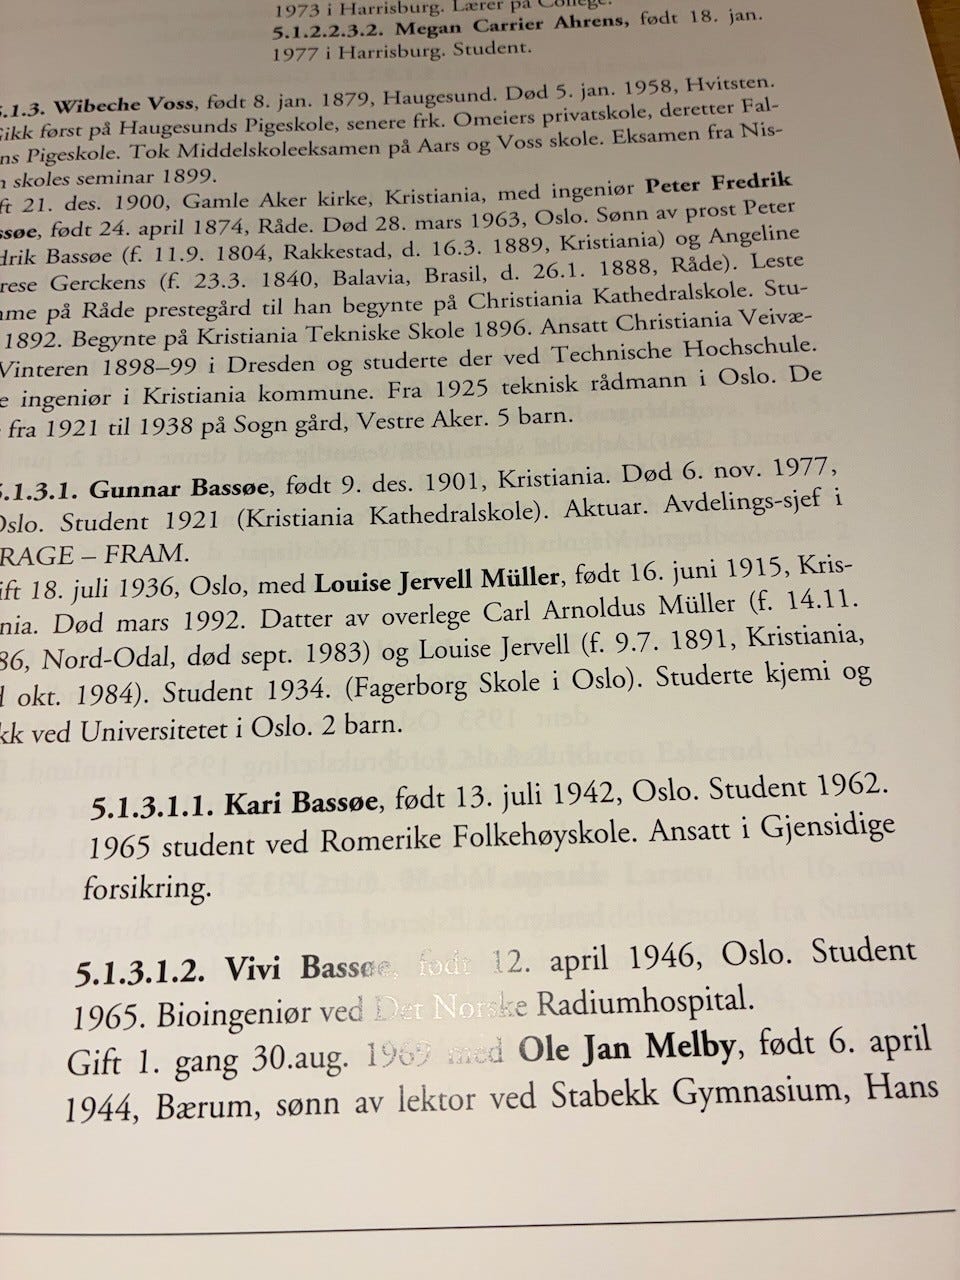 1973 i Harrisburg. Lærer på College.
5.1.2.2.3.2. Megan Carrier Ahrens, født 18. jan.
1977 i Harrisburg. Student.
5.1.3. Wibeche Voss, født 8. jan. 1879, Haugesund. Død 5. jan. 1958, Hvitsten.
Gikk først på Haugesunds Pigeskole, senere frk. Omeiers privatskole, deretter Fal-
ns Pigeskole. Tok Middelskoleeksamen på Aars og Voss skole. Eksamen fra Nis-
n skoles seminar 1899.
ft 21. des. 1900, Gamle Aker kirke, Kristiania, med ingeniør Peter Fredrik
ssøe, født 24. april 1874, Råde. Død 28. mars 1963, Oslo. Sønn av prost Peter
drik Bassøe (f. 11.9. 1804, Rakkestad, d. 16.3. 1889, Kristiania) og Angeline
rese Gerckens (f. 23.3. 1840, Balavia, Brasil, d. 26.1. 1888, Råde). Leste
me på Råde prestegård til han begynte på Christiania Kathedralskole. Stu-
1892. Begynte på Kristiania Tekniske Skole 1896. Ansatt Christiania Veivæ-
Vinteren 1898–99 i Dresden og studerte der ved Technische Hochschule.
e ingeniør i Kristiania kommune. Fra 1925 teknisk rådmann i Oslo. De
fra 1921 til 1938 på Sogn gård, Vestre Aker. 5 barn.
5.1.3.1. Gunnar Bassøe, født 9. des. 1901, Kristiania. Død 6. nov. 1977,
Oslo. Student 1921 (Kristiania Kathedralskole). Aktuar. Avdelings-sjef i
RAGE – FRAM.
ift 18. juli 1936, Oslo, med Louise Jervell Müller, født 16. juni 1915, Kris-
nia. Død mars 1992. Datter av overlege Carl Arnoldus Müller (f. 14.11.
86, Nord-Odal, død sept. 1983) og Louise Jervell (f. 9.7. 1891, Kristiania,
d okt. 1984). Student 1934. (Fagerborg Skole i Oslo). Studerte kjemi og
kk ved Universitetet i Oslo. 2 barn.
5.1.3.1.1. Kari Bassøe, født 13. juli 1942, Oslo. Student 1962.
1965 student ved Romerike Folkehøyskole. Ansatt i Gjensidige
forsikring.
5.1.3.1.2. Vivi Bassøe, født 12. april 1946, Oslo. Student
1965. Bioingeniør ved Det Norske Radiumhospital.
Gift 1. gang 30.aug. 1969 med Ole Jan Melby, født 6. april
1944, Bærum, sønn av lektor ved Stabekk Gymnasium, Hans